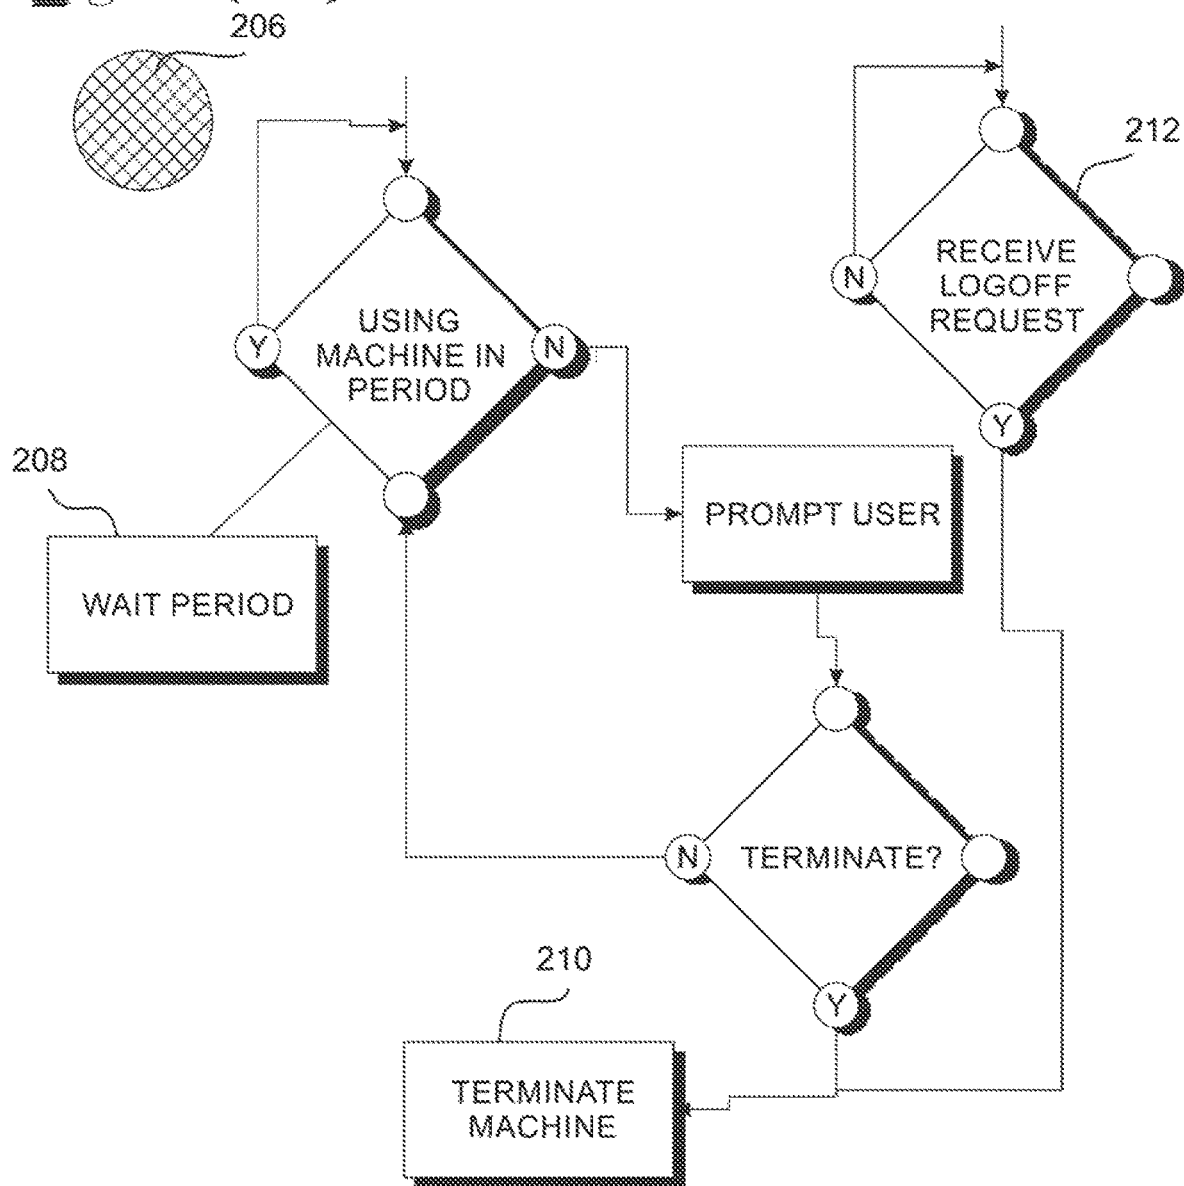 206
212
RECEIVE
LOGOFF
REQUEST
N
Y
USING
MACHINE IN
PERIOD
Y
N
208
WAIT PERIOD
PROMPT USER
TERMINATE?
N
Y
210
TERMINATE
MACHINE